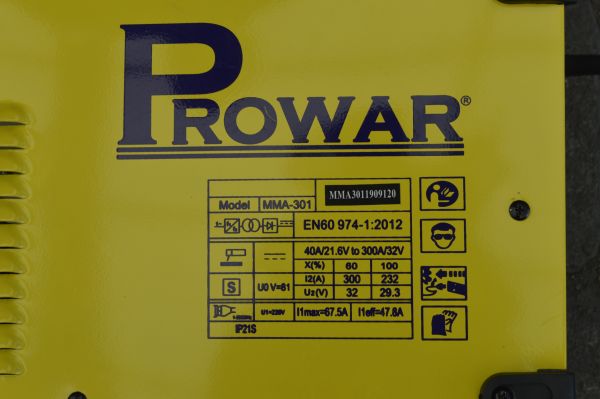 PROWAR®
Model MMA-301 MMA3011909120
EN60 974-1:2012
40A/21.6V to 300A/32V
X(%) 60 100
S U0 V=81 I2(A) 300 232
U2(V) 32 29.3
U1=220V I1max=67.5A I1eff=47.8A
IP21S